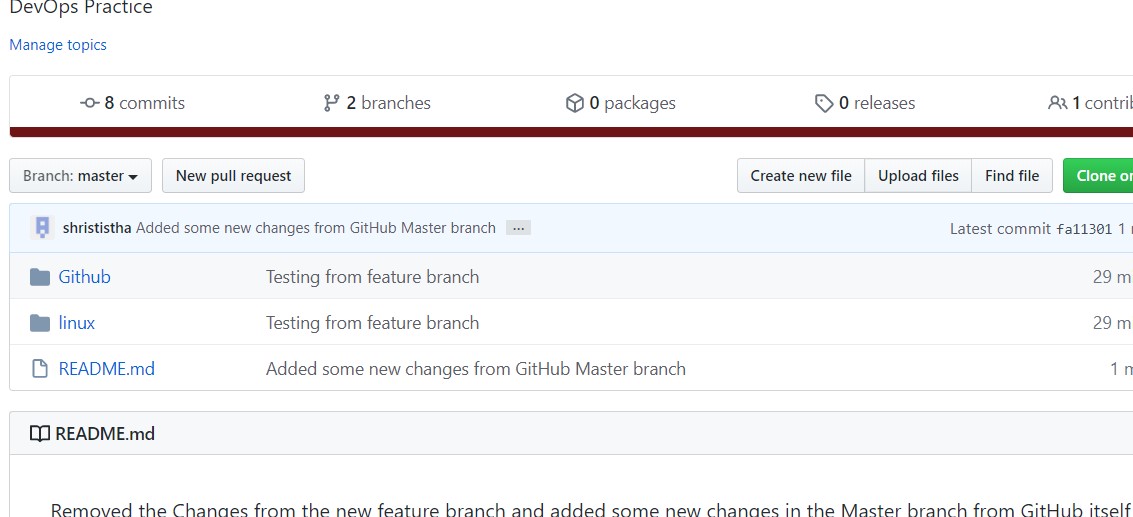 DevOps Practice
Manage topics
8 commits 2 branches 0 packages 0 releases 1
Branch: master New pull request Create new file Upload files Find file Clone
shrististha Added some new changes from GitHub Master branch ... Latest commit fa11301 1
Github Testing from feature branch 29 m
linux Testing from feature branch 29 m
README.md Added some new changes from GitHub Master branch 1 m
README.md
Removed the Changes from the new feature branch and added some new changes in the Master branch from GitHub itself